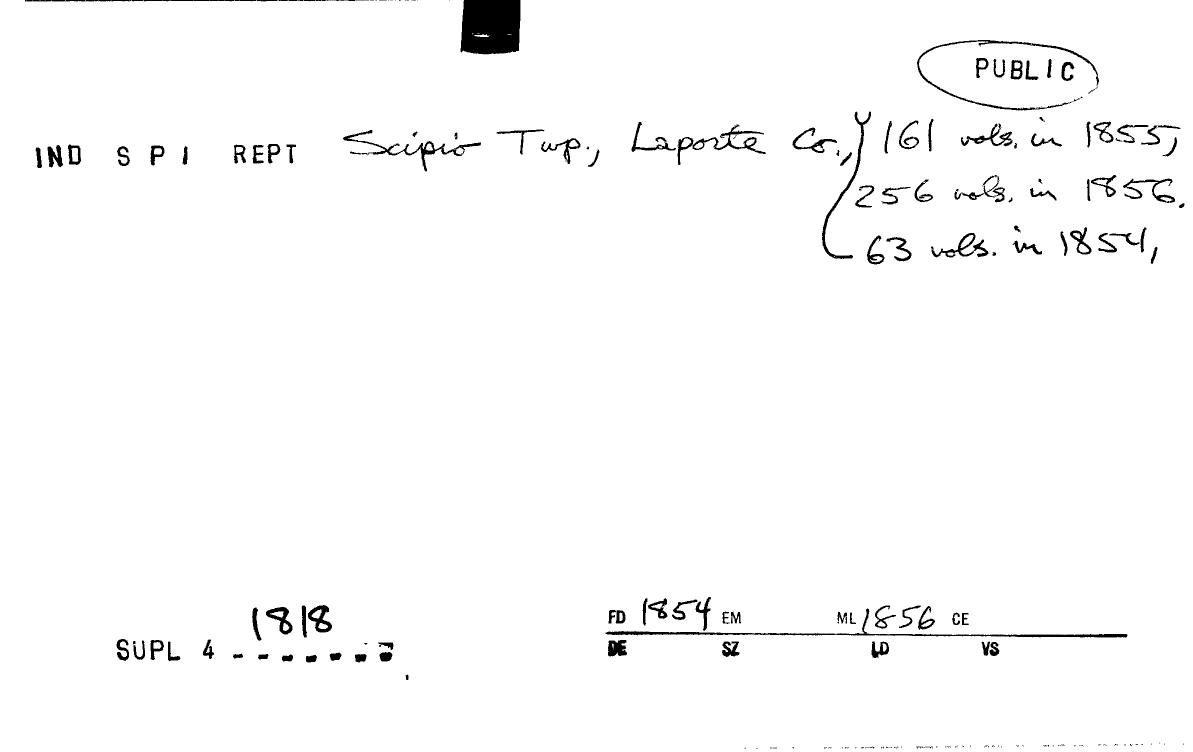 PUBLIC
IND S P I REPT Scipio Twp., Laporte Co., 161 vols. in 1855,
256 vols. in 1856.
63 vols. in 1854,
1818
SUPL 4
FD 1854 EM ML 1856 CE
DE SZ LD VS